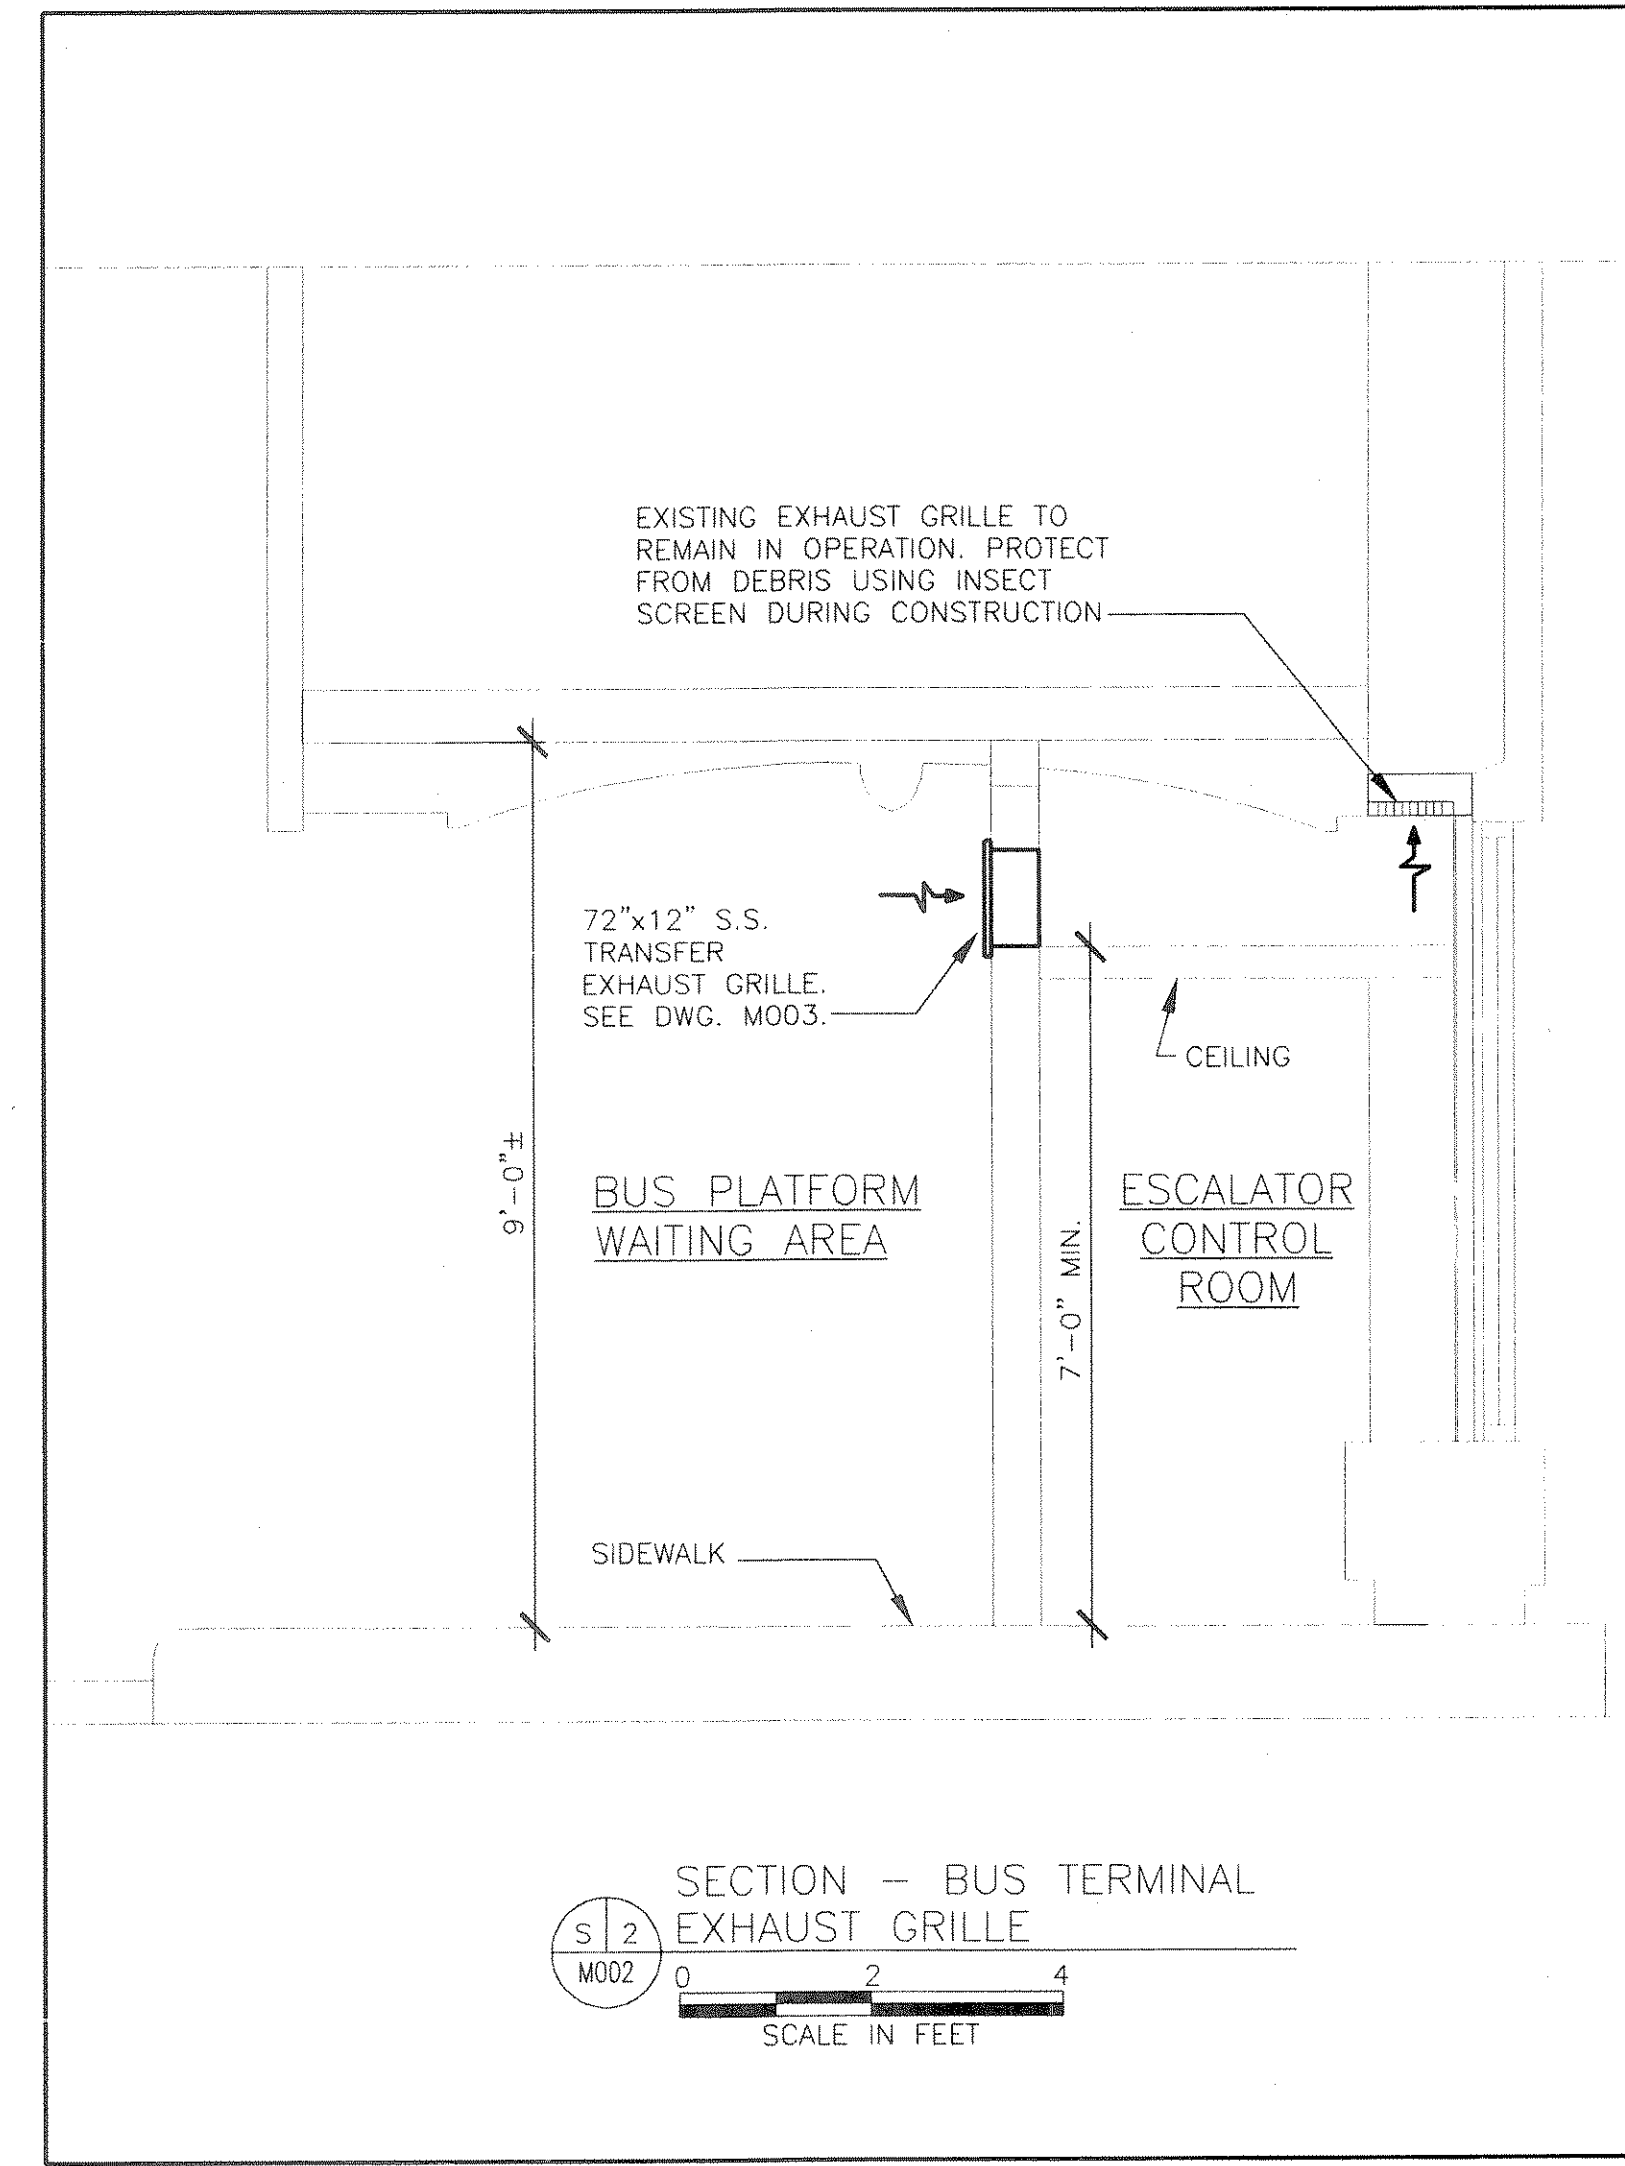 EXISTING EXHAUST GRILLE TO
REMAIN IN OPERATION. PROTECT
FROM DEBRIS USING INSECT
SCREEN DURING CONSTRUCTION
72"x12" S.S.
TRANSFER
EXHAUST GRILLE.
SEE DWG. M003.
CEILING
9'-0"±
BUS PLATFORM
WAITING AREA
7'-0" MIN.
ESCALATOR
CONTROL
ROOM
SIDEWALK
S 2
M002
SECTION - BUS TERMINAL
EXHAUST GRILLE
0 2 4
SCALE IN FEET